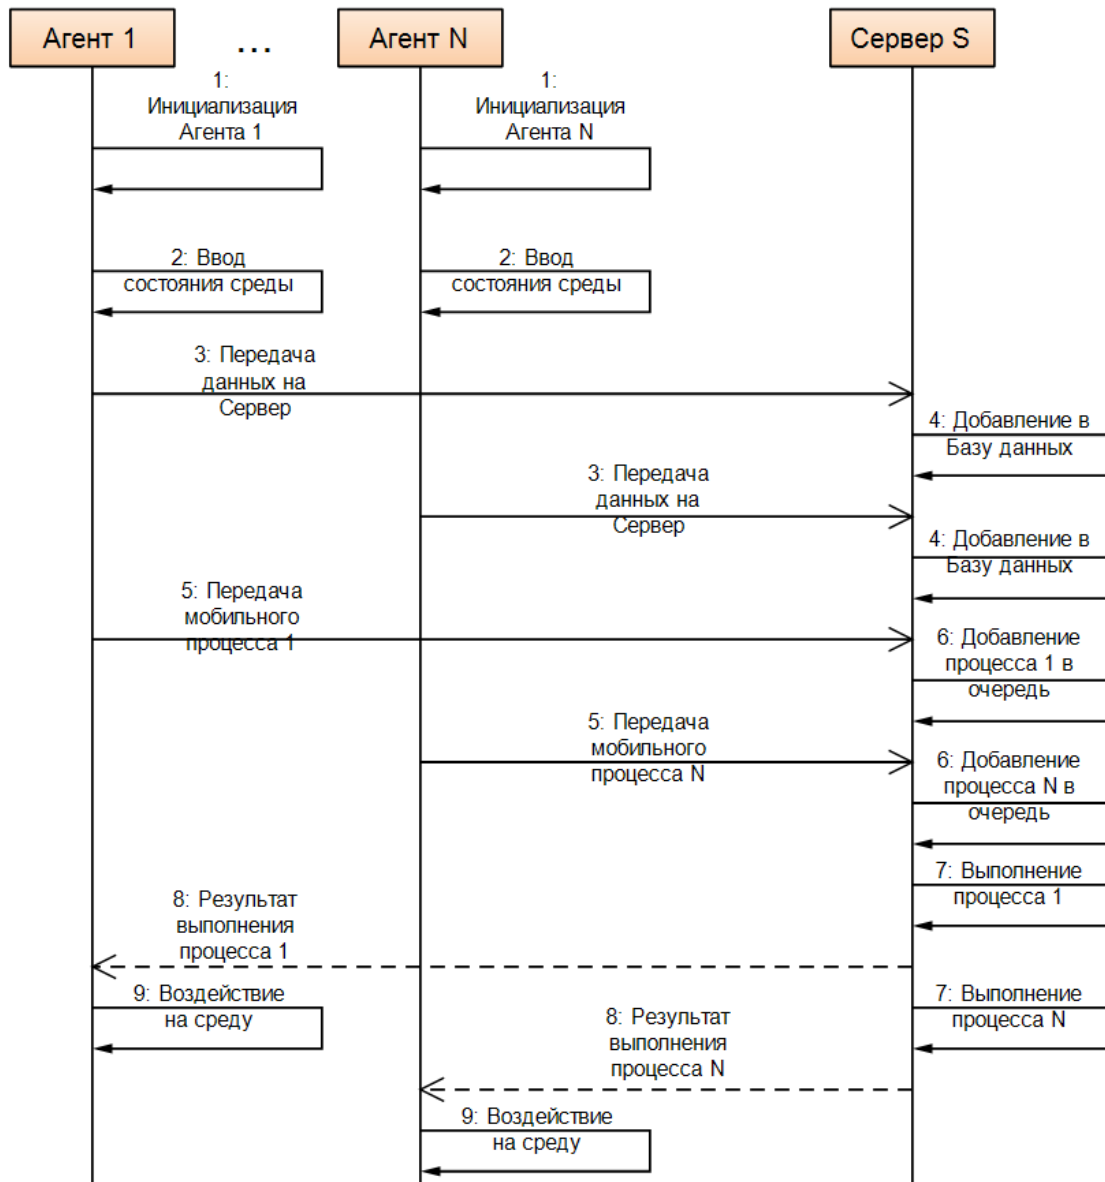 Агент 1
...
Агент N
Сервер S
1:
Инициализация
Агента 1
1:
Инициализация
Агента N
2: Ввод
состояния среды
2: Ввод
состояния среды
3: Передача
данных на
Сервер
4: Добавление в
Базу данных
3: Передача
данных на
Сервер
4: Добавление в
Базу данных
5: Передача
мобильного
процесса 1
6: Добавление
процесса 1 в
очередь
5: Передача
мобильного
процесса N
6: Добавление
процесса N в
очередь
7: Выполнение
процесса 1
8: Результат
выполнения
процесса 1
9: Воздействие
на среду
7: Выполнение
процесса N
8: Результат
выполнения
процесса N
9: Воздействие
на среду